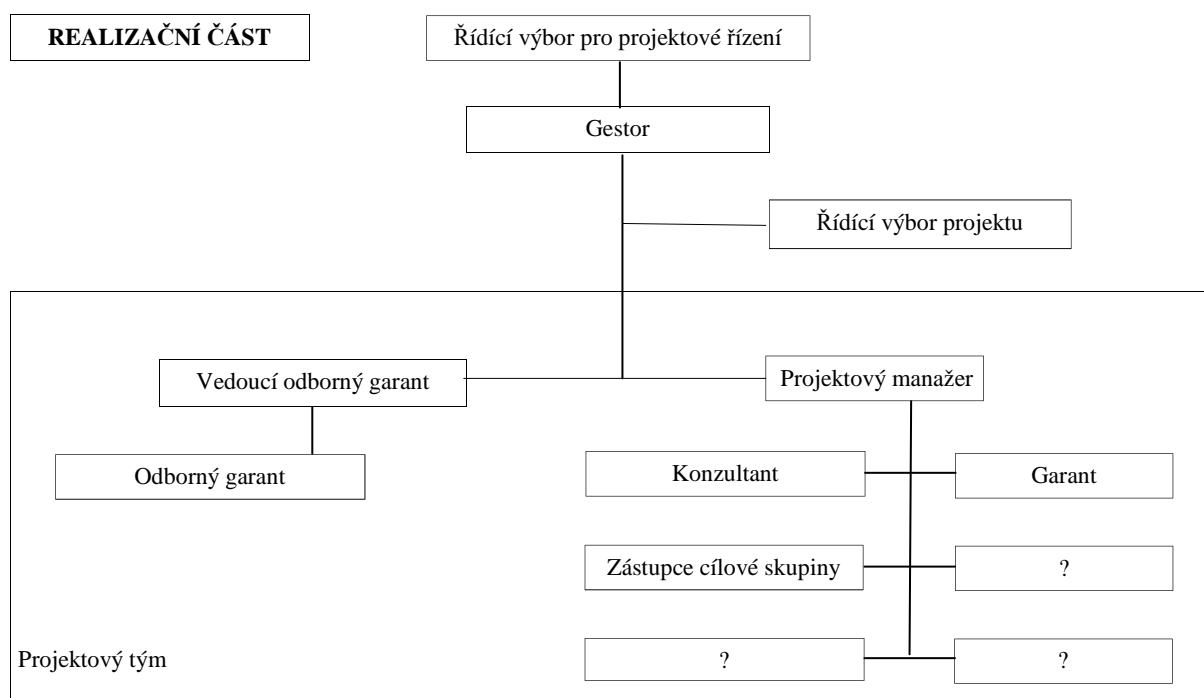 REALIZAČNÍ ČÁST
Řídící výbor pro projektové řízení
Gestor
Řídící výbor projektu
Vedoucí odborný garant
Projektový manažer
Odborný garant
Konzultant
Garant
Zástupce cílové skupiny
?
Projektový tým
?
?